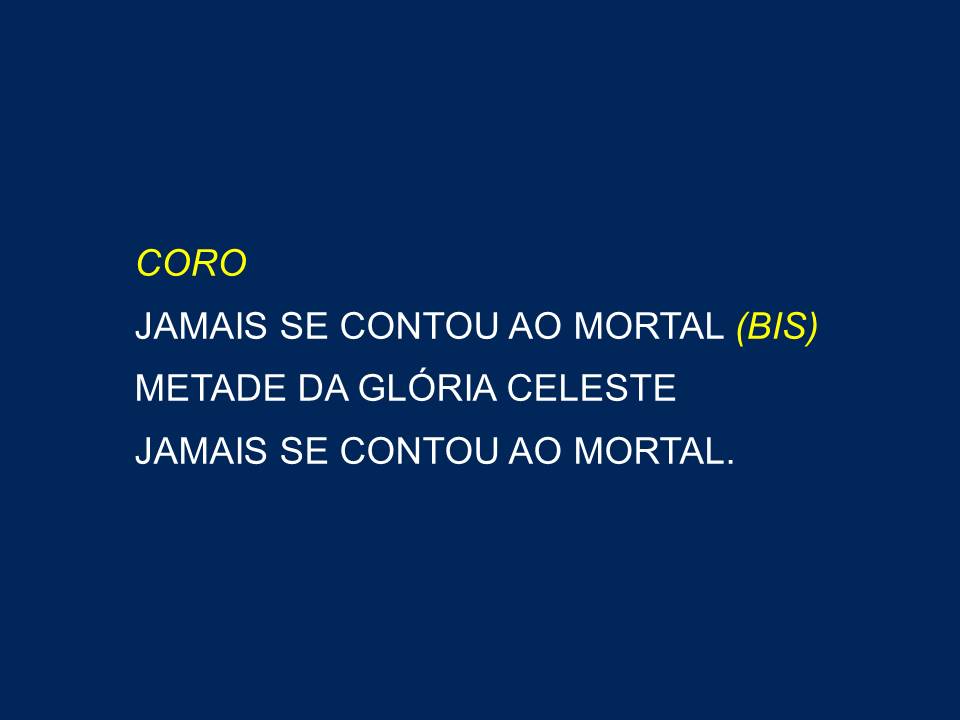 CORO
JAMAIS SE CONTOU AO MORTAL (BIS)
METADE DA GLÓRIA CELESTE
JAMAIS SE CONTOU AO MORTAL.